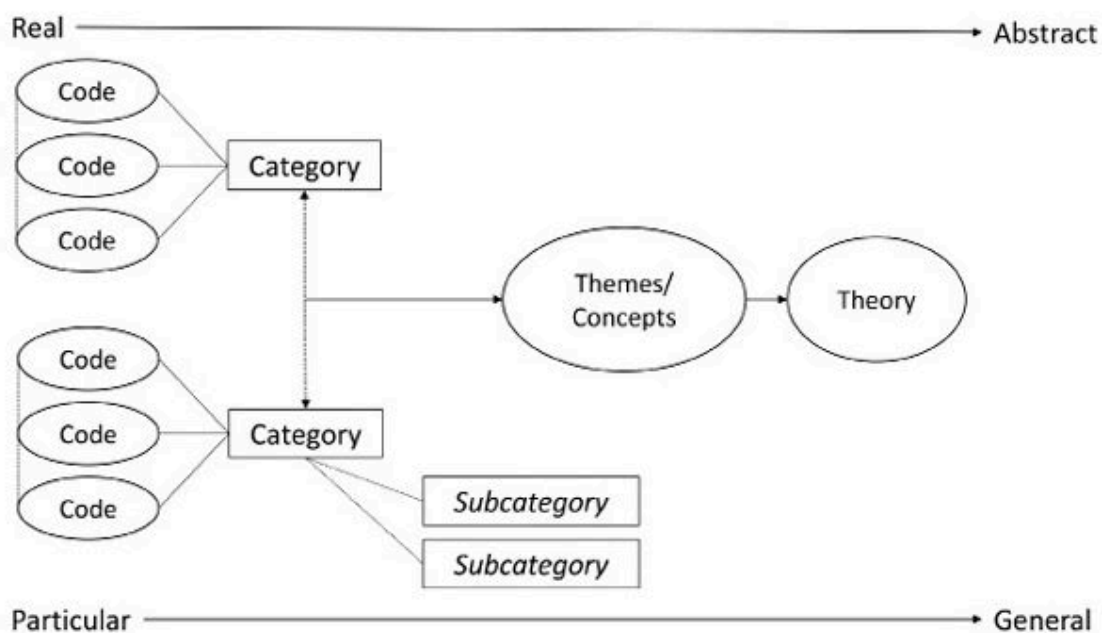 Real
Abstract
Code
Code
Category
Code
Themes/
Concepts
Theory
Code
Code
Category
Code
Subcategory
Subcategory
Particular
General